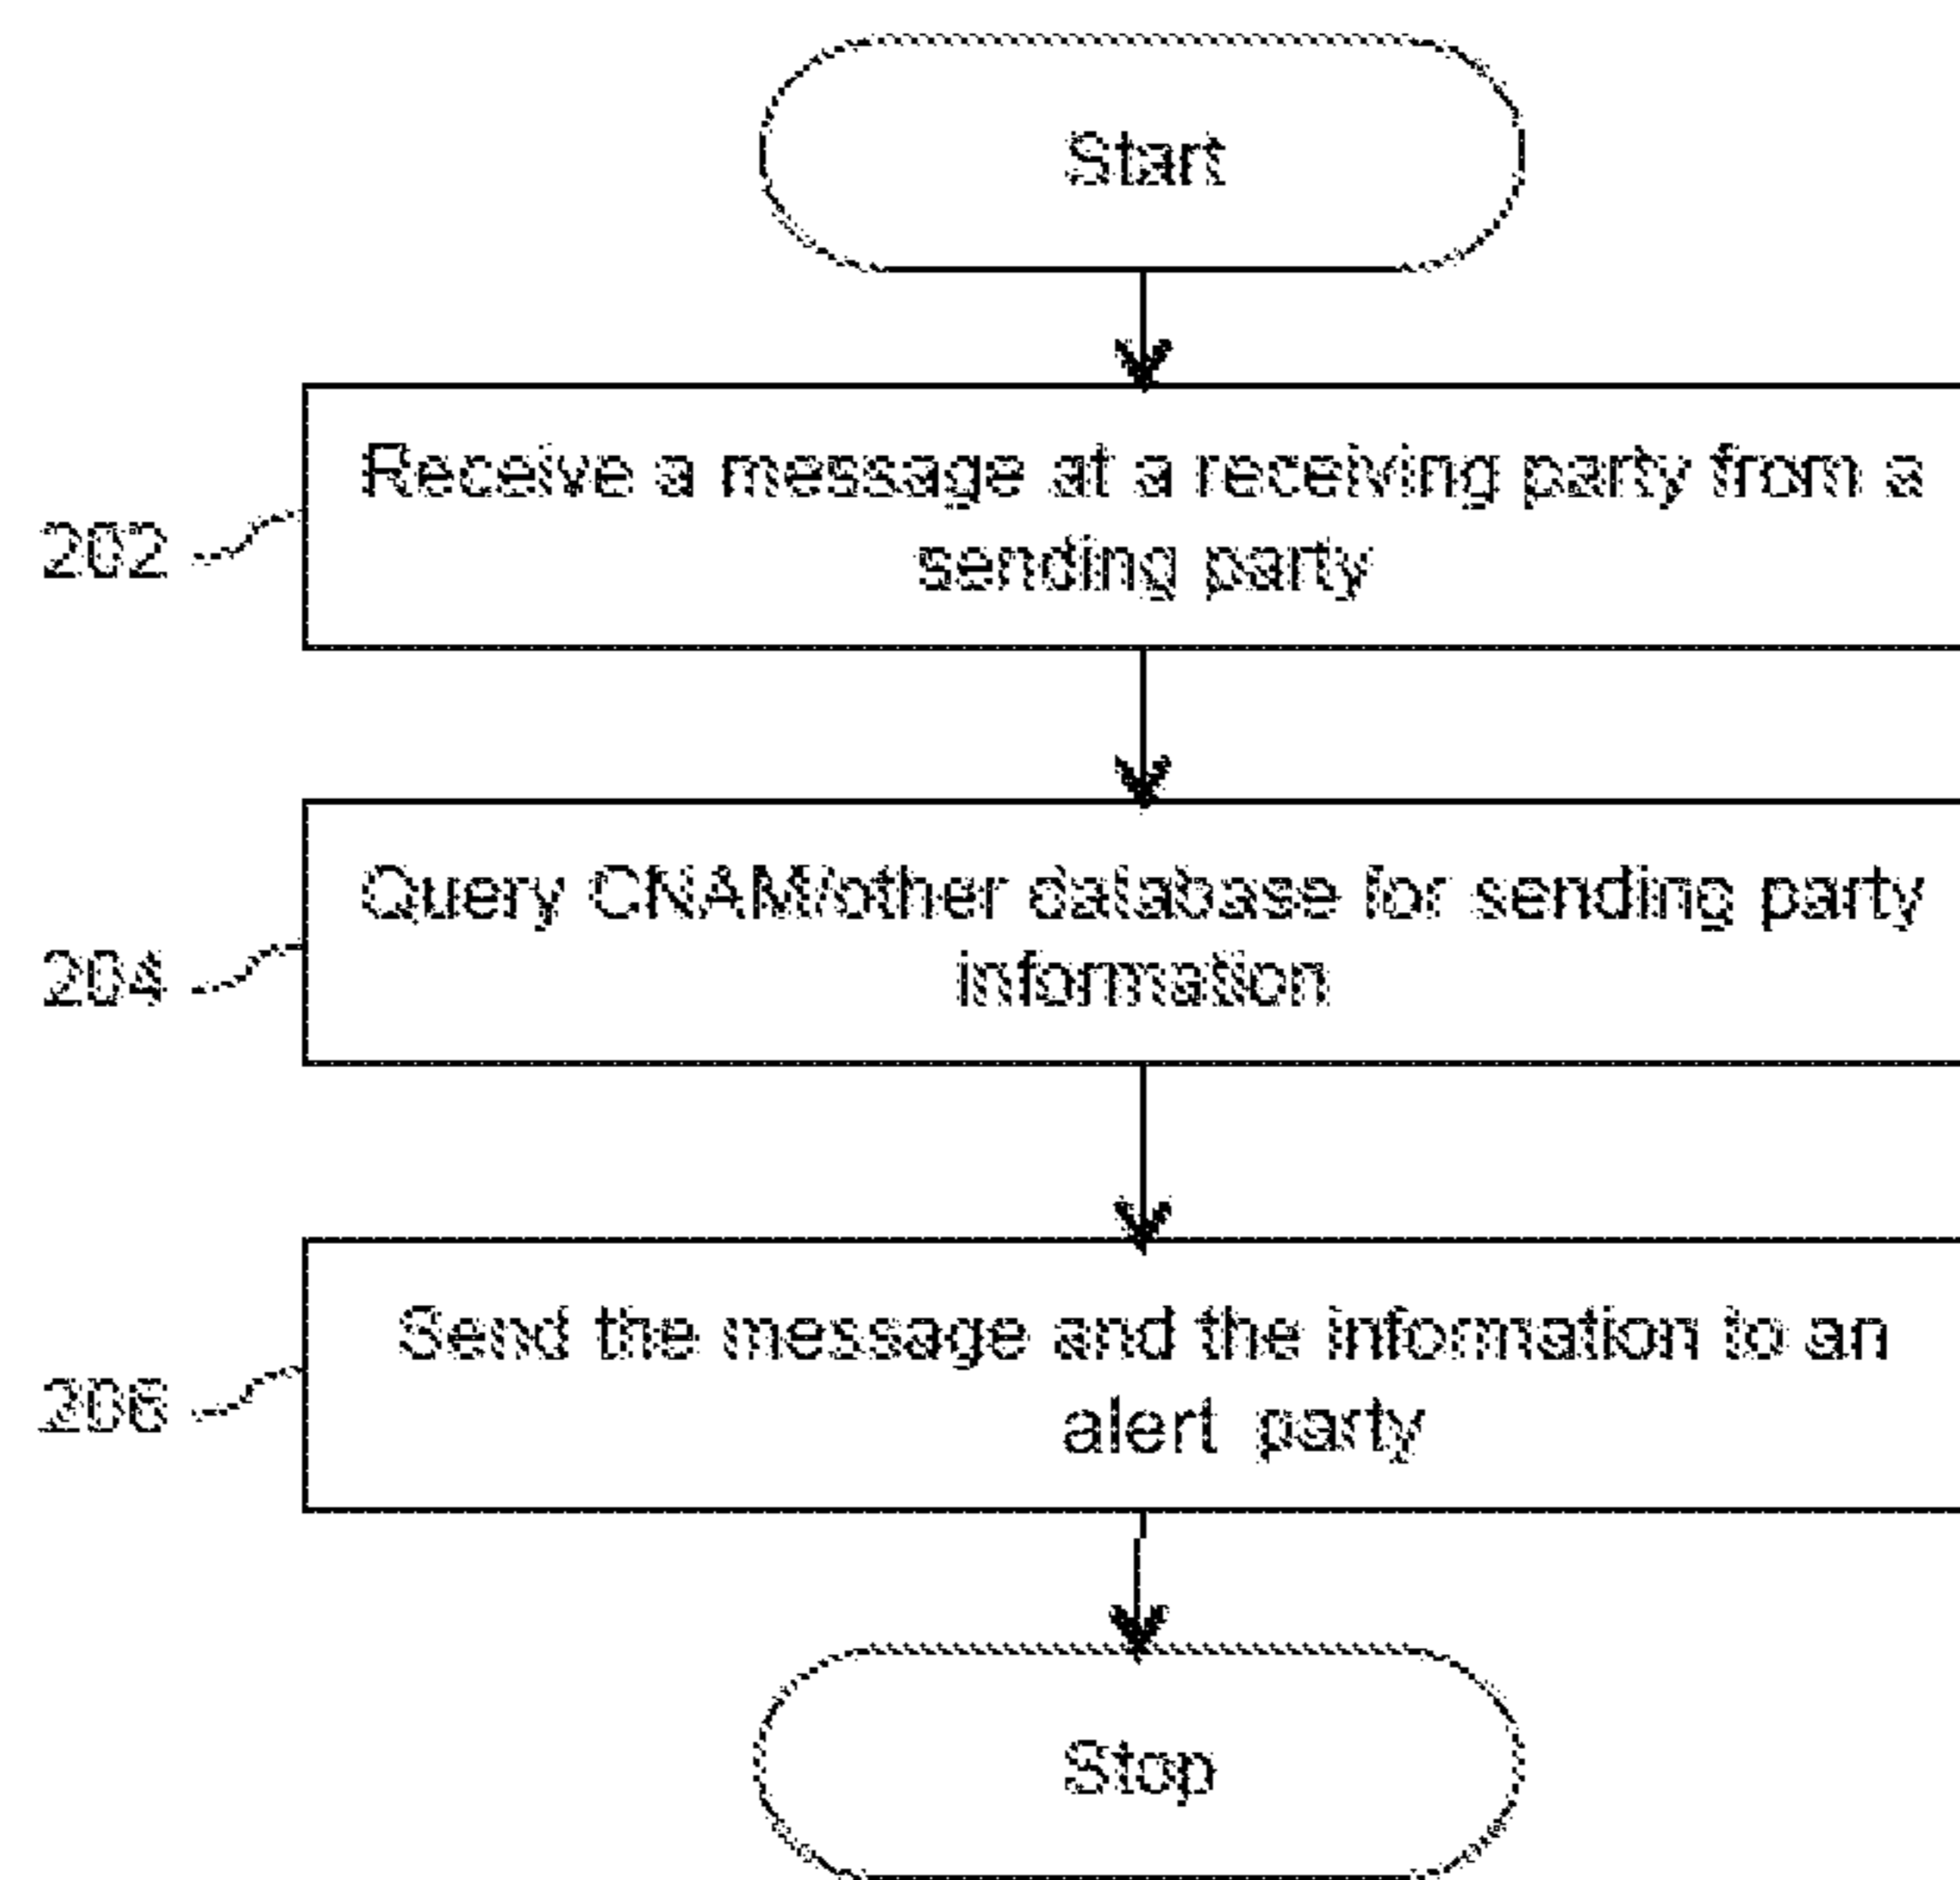 Start
Receive a message at a receiving party from a
sending party
202
Query CNAM/other database for sending party
information
204
Send the message and the information to an
alert party
206
Stop